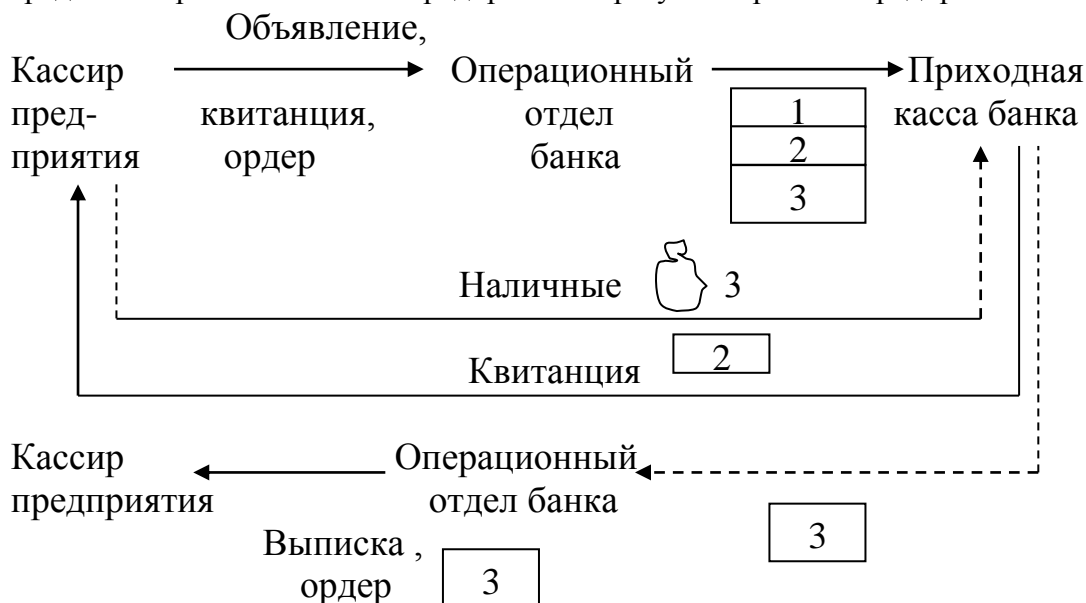 Объявление,
Кассир Операционный Приходная
пред- квитанция, отдел 1 касса банка
приятия ордер банка 2
3
Наличные 3
Квитанция 2
Кассир Операционный
предприятия отдел банка
3
Выписка ,
ордер 3